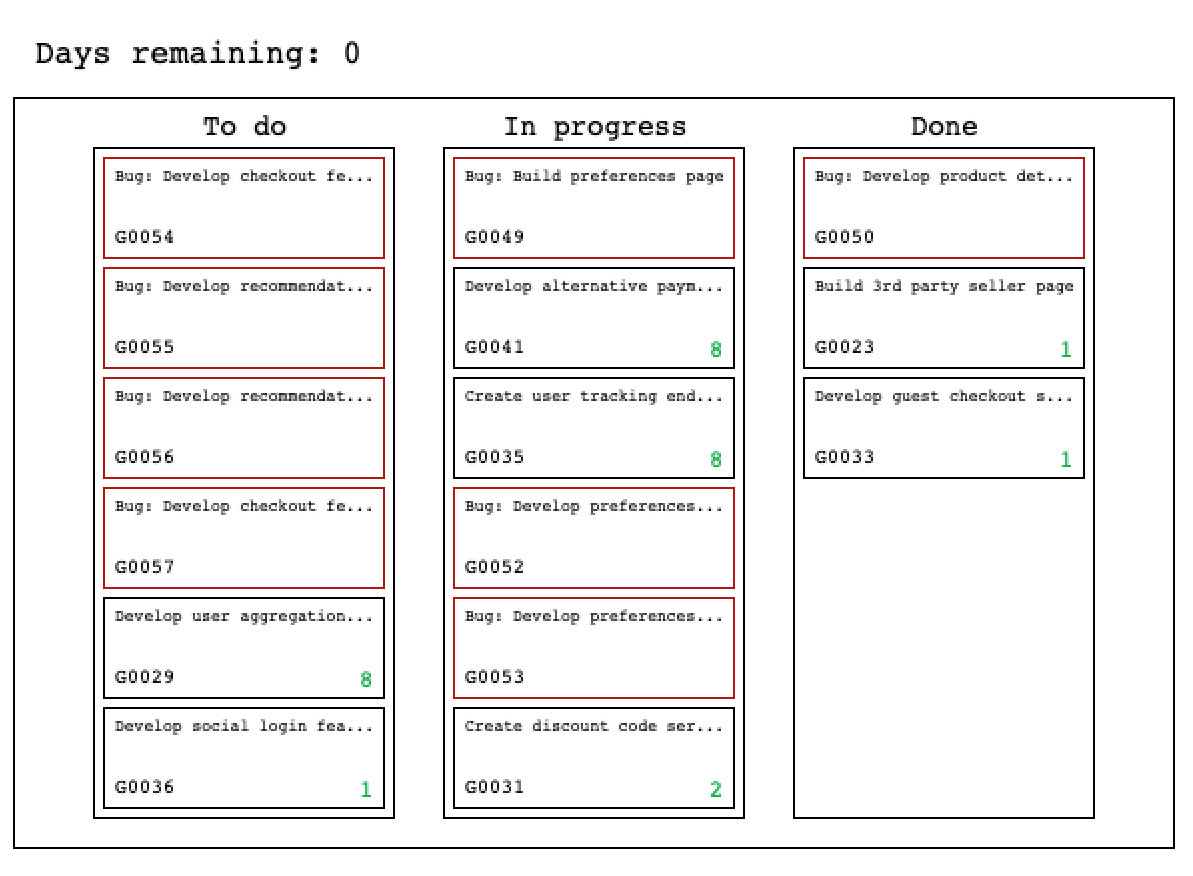 Days remaining: 0
To do
Bug: Develop checkout fe...
G0054
Bug: Develop recommendat...
G0055
Bug: Develop recommendat...
G0056
Bug: Develop checkout fe...
G0057
Develop user aggregation...
G0029 8
Develop social login fea...
G0036 1
In progress
Bug: Build preferences page
G0049
Develop alternative paym...
G0041 8
Create user tracking end...
G0035 8
Bug: Develop preferences...
G0052
Bug: Develop preferences...
G0053
Create discount code ser...
G0031 2
Done
Bug: Develop product det...
G0050
Build 3rd party seller page
G0023 1
Develop guest checkout s...
G0033 1